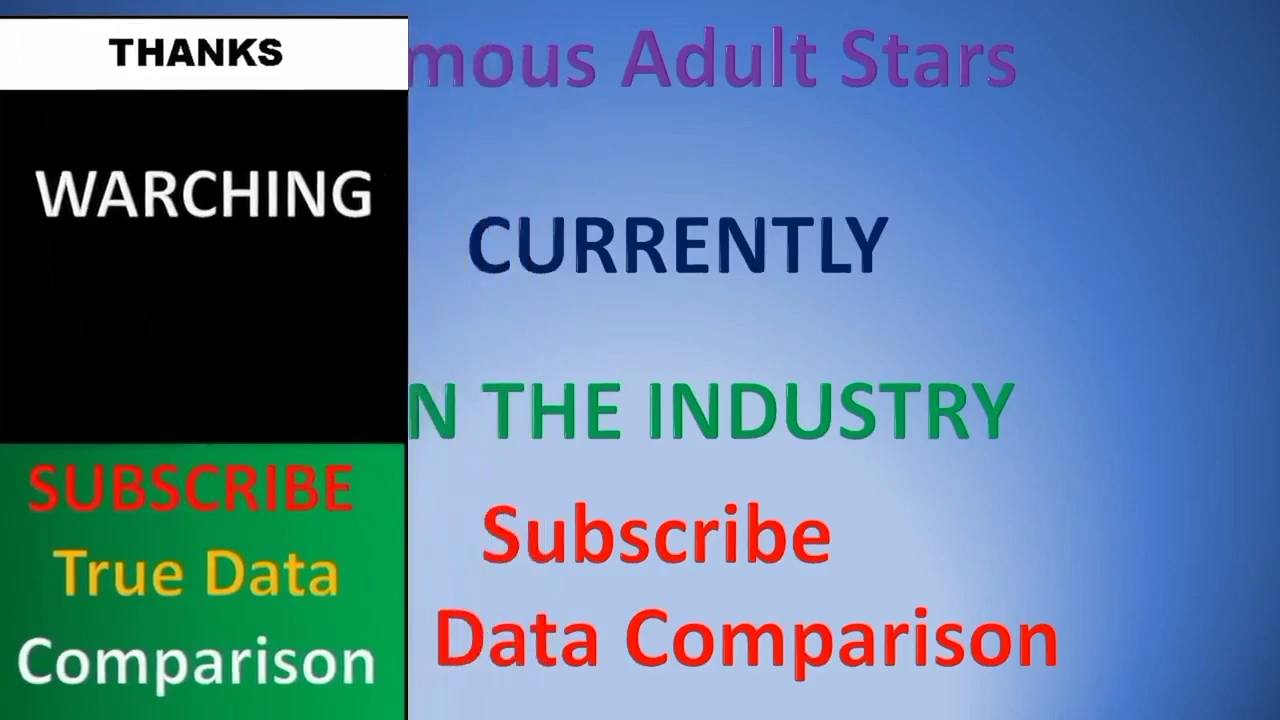 THANKS
WARCHING
SUBSCRIBE
True Data
Comparison
mous Adult Stars
CURRENTLY
N THE INDUSTRY
Subscribe
Data Comparison